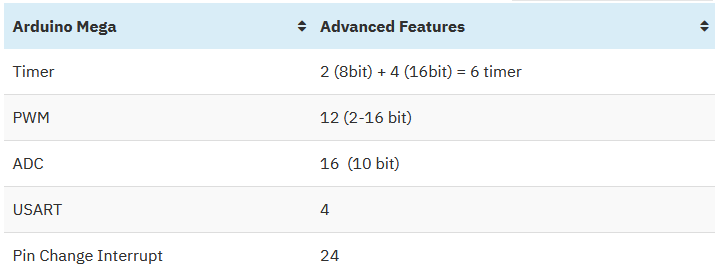 Arduino Mega Advanced Features
Timer 2 (8bit) + 4 (16bit) = 6 timer
PWM 12 (2-16 bit)
ADC 16 (10 bit)
USART 4
Pin Change Interrupt 24